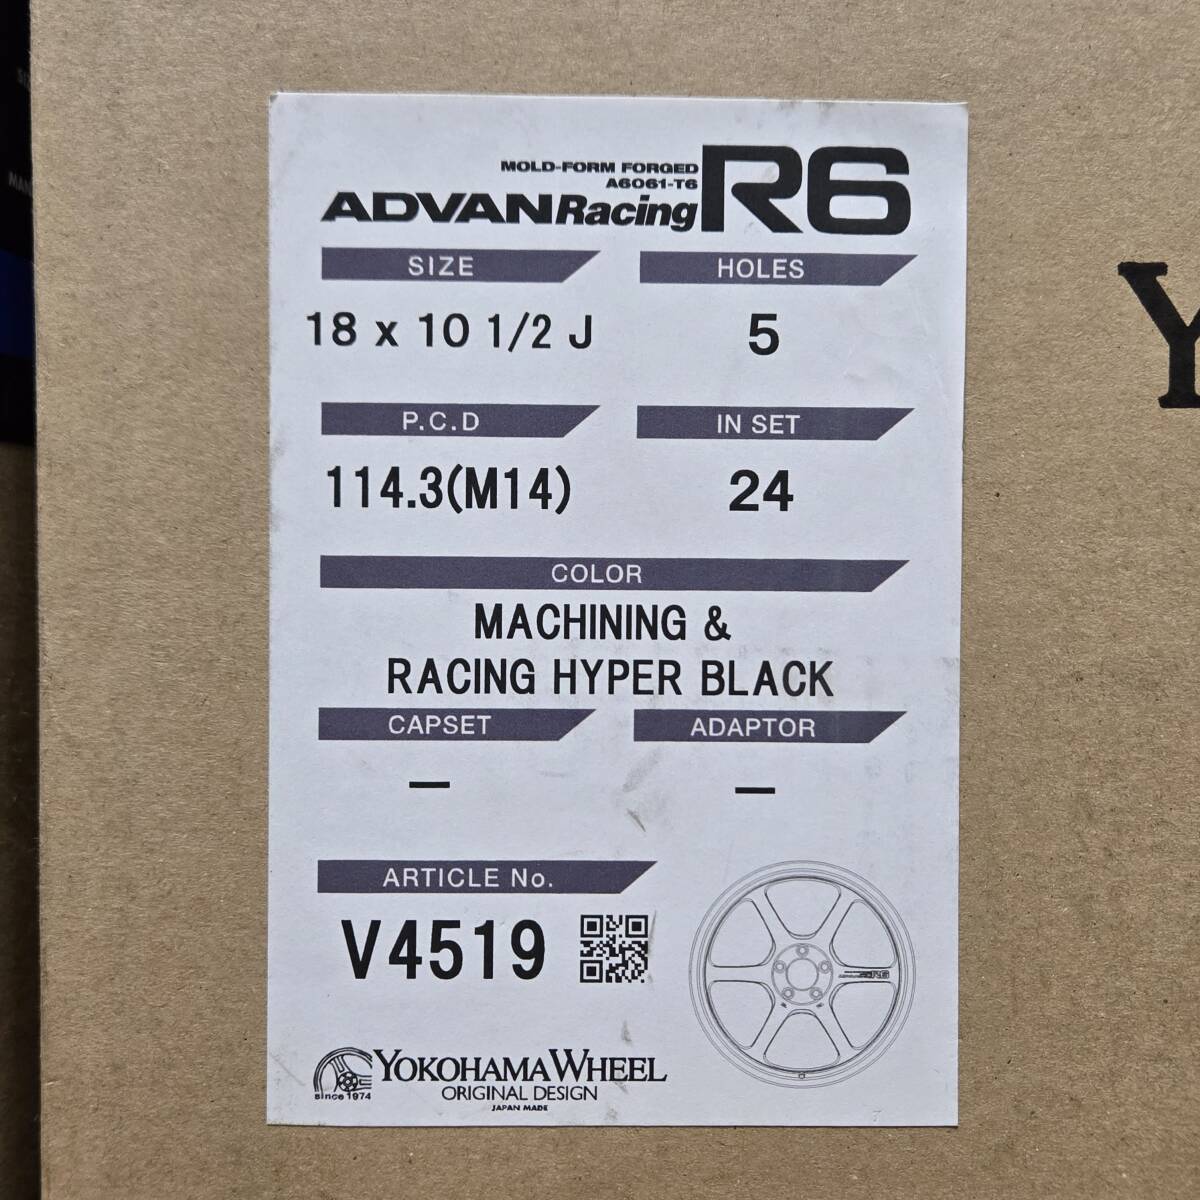 MOLD-FORM FORGED
A6061-T6
ADVAN Racing R6
SIZE
HOLES
18 x 10 1/2 J
5
P.C.D
IN SET
114.3(M14)
24
COLOR
MACHINING &
RACING HYPER BLACK
CAPSET
ADAPTOR
–
–
ARTICLE No.
V4519
R6
YOKOHAMA WHEEL
ORIGINAL DESIGN
since 1974
JAPAN MADE
Y